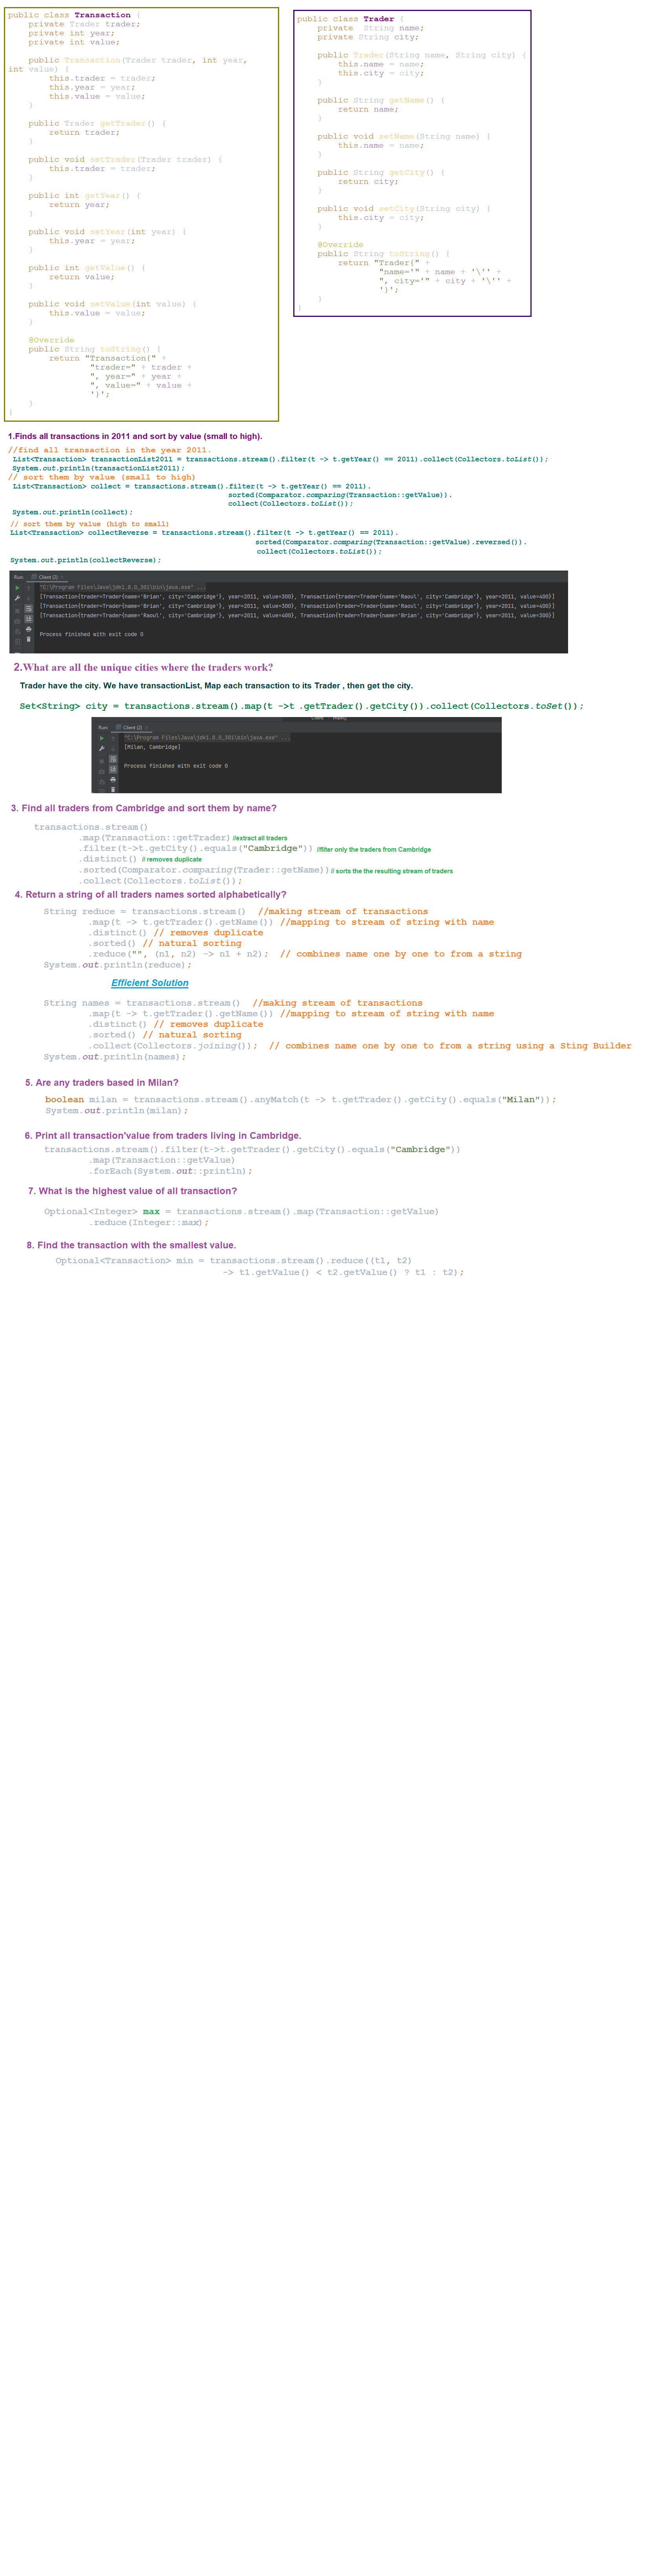 public class Transaction {
    private Trader trader;
    private int year;
    private int value;

    public Transaction(Trader trader, int year,
int value) {
        this.trader = trader;
        this.year = year;
        this.value = value;
    }

    public Trader getTrader() {
        return trader;
    }

    public void setTrader(Trader trader) {
        this.trader = trader;
    }

    public int getYear() {
        return year;
    }

    public void setYear(int year) {
        this.year = year;
    }

    public int getValue() {
        return value;
    }

    public void setValue(int value) {
        this.value = value;
    }

    @Override
    public String toString() {
        return "Transaction{" +
                "trader=" + trader +
                ", year=" + year +
                ", value=" + value +
                '}';
    }
}
public class Trader {
    private  String name;
    private String city;

    public Trader(String name, String city) {
        this.name = name;
        this.city = city;
    }

    public String getName() {
        return name;
    }

    public void setName(String name) {
        this.name = name;
    }

    public String getCity() {
        return city;
    }

    public void setCity(String city) {
        this.city = city;
    }

    @Override
    public String toString() {
        return "Trader{" +
                "name='" + name + '\'' +
                ", city='" + city + '\'' +
                '}';
    }
}
1.Finds all transactions in 2011 and sort by value (small to high).
//find all transaction in the year 2011.
List<Transaction> transactionList2011 = transactions.stream().filter(t -> t.getYear() == 2011).collect(Collectors.toList());
System.out.println(transactionList2011);
// sort them by value (small to high)
List<Transaction> collect = transactions.stream().filter(t -> t.getYear() == 2011).
sorted(Comparator.comparing(Transaction::getValue)).
collect(Collectors.toList());
System.out.println(collect);
// sort them by value (high to small)
List<Transaction> collectReverse = transactions.stream().filter(t -> t.getYear() == 2011).
sorted(Comparator.comparing(Transaction::getValue).reversed()).
collect(Collectors.toList());
System.out.println(collectReverse);
Run: Client (2) ×
"C:\Program Files\Java\jdk1.8.0_301\bin\java.exe" ...
[Transaction{trader=Trader{name='Brian', city='Cambridge'}, year=2011, value=300}, Transaction{trader=Trader{name='Raoul', city='Cambridge'}, year=2011, value=400}]
[Transaction{trader=Trader{name='Brian', city='Cambridge'}, year=2011, value=300}, Transaction{trader=Trader{name='Raoul', city='Cambridge'}, year=2011, value=400}]
[Transaction{trader=Trader{name='Raoul', city='Cambridge'}, year=2011, value=400}, Transaction{trader=Trader{name='Brian', city='Cambridge'}, year=2011, value=300}]
Process finished with exit code 0
2.What are all the unique cities where the traders work?
Trader have the city. We have transactionList, Map each transaction to its Trader , then get the city.
Set<String> city = transactions.stream().map(t ->t .getTrader().getCity()).collect(Collectors.toSet());
Run: Client (2) ×
"C:\Program Files\Java\jdk1.8.0_301\bin\java.exe" ...
[Milan, Cambridge]
Process finished with exit code 0
3. Find all traders from Cambridge and sort them by name?
transactions.stream()
        .map(Transaction::getTrader) //extract all traders
        .filter(t->t.getCity().equals("Cambridge")) //filter only the traders from Cambridge
        .distinct() // removes duplicate
        .sorted(Comparator.comparing(Trader::getName)) // sorts the the resulting stream of traders
        .collect(Collectors.toList());
4. Return a string of all traders names sorted alphabetically?
String reduce = transactions.stream()  //making stream of transactions
        .map(t -> t.getTrader().getName()) //mapping to stream of string with name
        .distinct() // removes duplicate
        .sorted() // natural sorting
        .reduce("", (n1, n2) -> n1 + n2);  // combines name one by one to from a string
System.out.println(reduce);
Efficient Solution
String names = transactions.stream()  //making stream of transactions
        .map(t -> t.getTrader().getName()) //mapping to stream of string with name
        .distinct() // removes duplicate
        .sorted() // natural sorting
        .collect(Collectors.joining());  // combines name one by one to from a string using a Sting Builder
System.out.println(names);
5. Are any traders based in Milan?
boolean milan = transactions.stream().anyMatch(t -> t.getTrader().getCity().equals("Milan"));
System.out.println(milan);
6. Print all transaction'value from traders living in Cambridge.
transactions.stream().filter(t->t.getTrader().getCity().equals("Cambridge"))
        .map(Transaction::getValue)
        .forEach(System.out::println);
7. What is the highest value of all transaction?
Optional<Integer> max = transactions.stream().map(Transaction::getValue)
        .reduce(Integer::max);
8. Find the transaction with the smallest value.
Optional<Transaction> min = transactions.stream().reduce((t1, t2)
-> t1.getValue() < t2.getValue() ? t1 : t2);